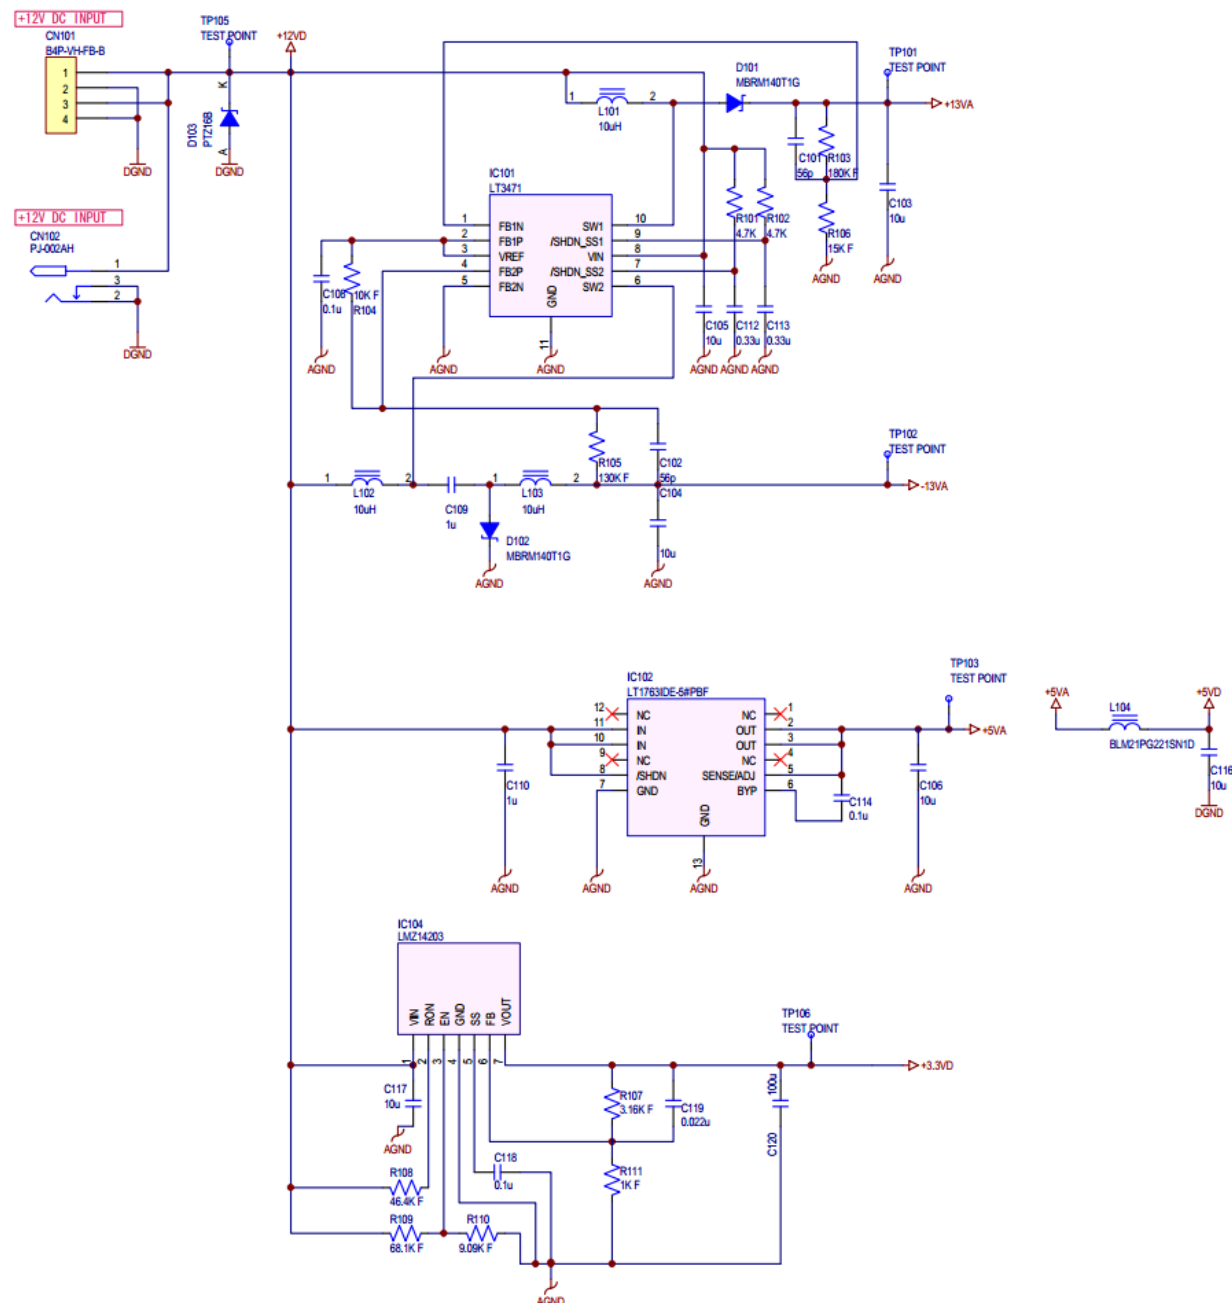 +12V DC INPUT
CN101
B4P-VH-FB-B
1
2
3
4
DGND
TP105
TEST POINT
+12VD
K
D103
PTZ16B
A
DGND
+12V DC INPUT
CN102
PJ-002AH
1
3
2
DGND
1
2
L101
10uH
D101
MBRM140T1G
TP101
TEST POINT
+13VA
C101
56p
R103
180K F
R106
15K F
AGND
C103
10u
AGND
IC101
LT3471
1
2
3
4
5
FB1N
FB1P
VREF
FB2P
FB2N
SW1
/SHDN_SS1
VIN
/SHDN_SS2
SW2
10
9
8
7
6
GND
11
AGND
R101
4.7K
R102
4.7K
C108
0.1u
AGND
10K F
R104
AGND
C105
10u
AGND
C112
0.33u
AGND
C113
0.33u
AGND
TP102
TEST POINT
-13VA
1
2
L102
10uH
C109
1u
1
2
L103
10uH
D102
MBRM140T1G
AGND
R105
130K F
C102
56p
C104
10u
AGND
IC102
LT1763IDE-5#PBF
12
11
10
9
8
7
NC
IN
IN
NC
/SHDN
GND
NC
OUT
OUT
NC
SENSE/ADJ
BYP
1
2
3
4
5
6
GND
13
AGND
C110
1u
AGND
AGND
C114
0.1u
C106
10u
AGND
TP103
TEST POINT
+5VA
+5VA
L104
BLM21PG221SN1D
+5VD
C116
10u
DGND
IC104
LMZ14203
VIN
RON
EN
GND
SS
FB
VOUT
1
2
3
4
5
6
7
C117
10u
AGND
R108
46.4K F
R109
68.1K F
R110
9.09K F
C118
0.1u
R107
3.16K F
C119
0.022u
R111
1K F
100u
C120
TP106
TEST POINT
+3.3VD
AGND